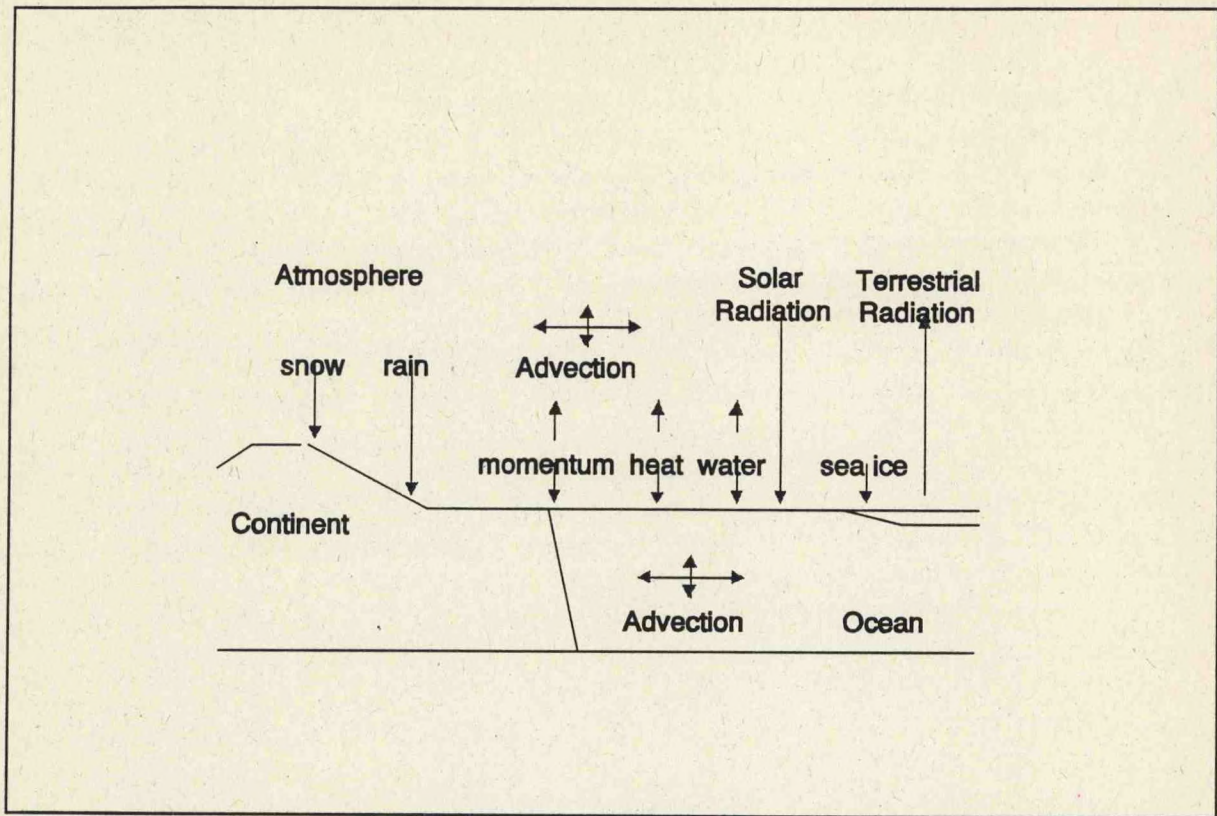 Atmosphere
Solar
Radiation
Terrestrial
Radiation
snow
rain
Advection
momentum
heat
water
sea ice
Continent
Advection
Ocean